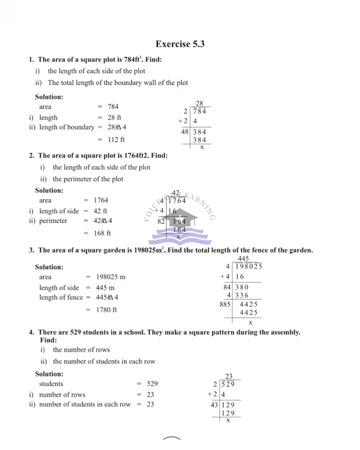 Exercise 5.3
1. The area of a square plot is 784ft². Find:
i) the length of each side of the plot
ii) The total length of the boundary wall of the plot
Solution:
area = 784
i) length = 28 ft
ii) length of boundary = 28
= 112 ft
28
2 784
+2 4
48 384
384
x
2. The area of a square plot is 1764ft2. Find:
i) the length of each side of the plot
ii) the perimeter of the plot
Solution:
area = 1764
i) length of side = 42 ft
ii) perimeter = 42
= 168 ft
42
4 1764
+4 16
82 164
164
x
3. The area of a square garden is 198025m². Find the total length of the fence of the garden.
Solution:
area = 198025 m
length of side = 445 m
length of fence = 445
= 1780 ft
445
4 198025
+4 16
84 380
4 336
885 4425
4425
x
4. There are 529 students in a school. They make a square pattern during the assembly.
Find:
i) the number of rows
ii) the number of students in each row
Solution:
students = 529
i) number of rows = 23
ii) number of students in each row = 23
23
2 529
+2 4
43 129
129
x